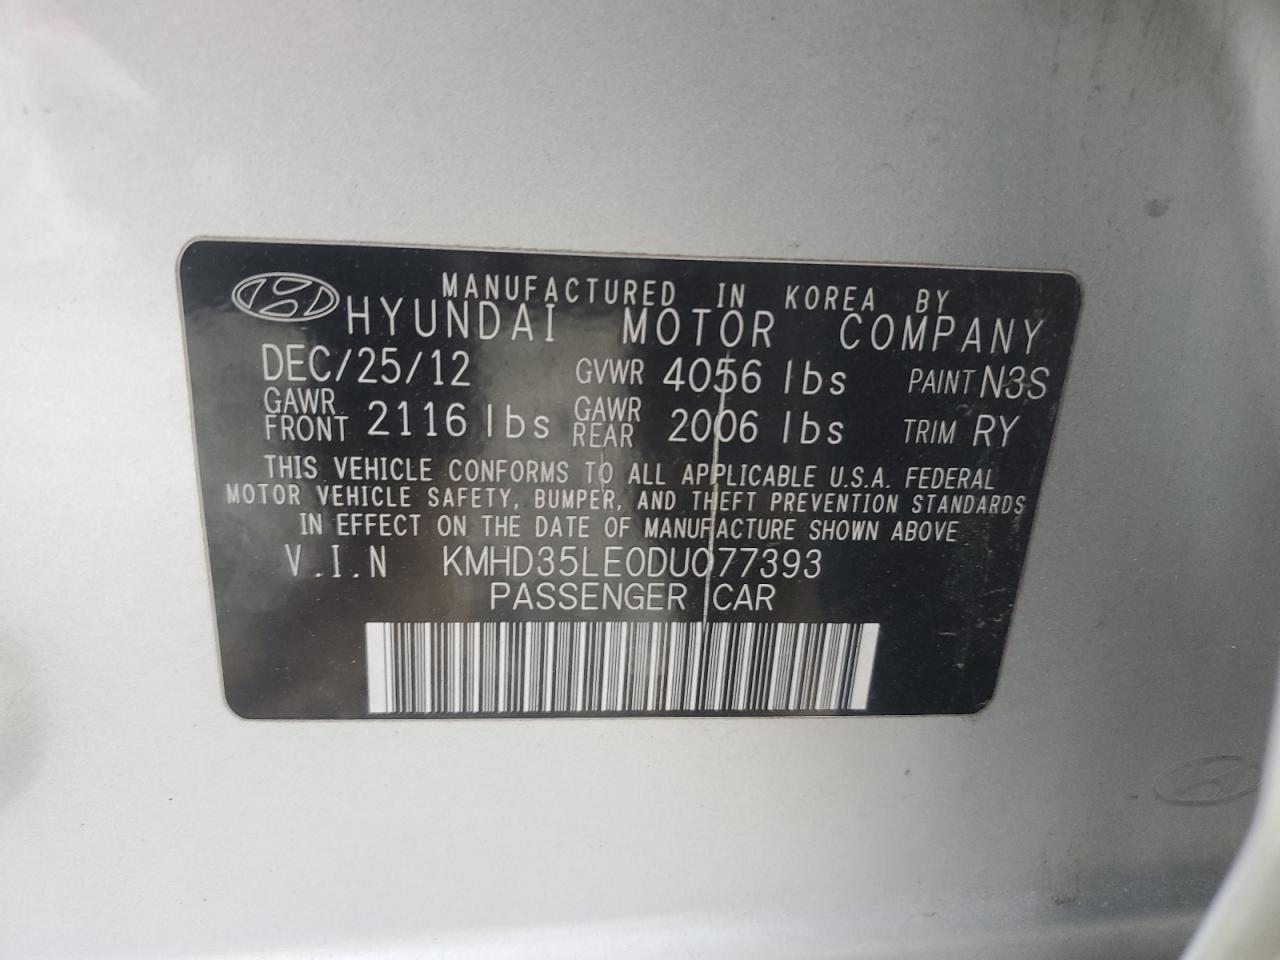 MANUFACTURED IN KOREA BY
HYUNDAI MOTOR COMPANY
DEC/25/12 GVWR 4056 lbs PAINT N3S
GAWR FRONT 2116 lbs GAWR REAR 2006 lbs TRIM RY
THIS VEHICLE CONFORMS TO ALL APPLICABLE U.S.A. FEDERAL
MOTOR VEHICLE SAFETY, BUMPER, AND THEFT PREVENTION STANDARDS
IN EFFECT ON THE DATE OF MANUFACTURE SHOWN ABOVE
V.I.N KMHD35LE0DU077393
PASSENGER CAR